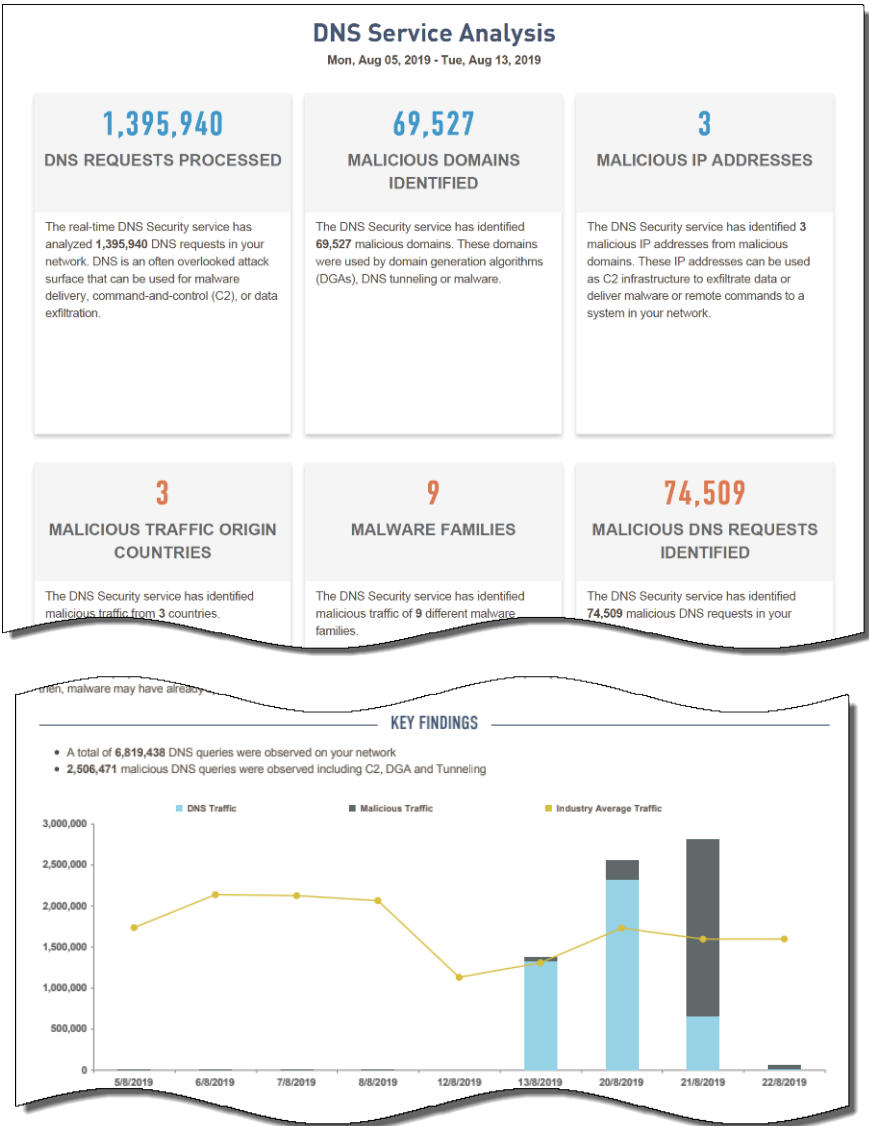 DNS Service Analysis
Mon, Aug 05, 2019 - Tue, Aug 13, 2019
1,395,940
DNS REQUESTS PROCESSED
The real-time DNS Security service has
analyzed 1,395,940 DNS requests in your
network. DNS is an often overlooked attack
surface that can be used for malware
delivery, command-and-control (C2), or data
exfiltration.
69,527
MALICIOUS DOMAINS
IDENTIFIED
The DNS Security service has identified
69,527 malicious domains. These domains
were used by domain generation algorithms
(DGAs), DNS tunneling or malware.
3
MALICIOUS IP ADDRESSES
The DNS Security service has identified 3
malicious IP addresses from malicious
domains. These IP addresses can be used
as C2 infrastructure to exfiltrate data or
deliver malware or remote commands to a
system in your network.
3
MALICIOUS TRAFFIC ORIGIN
COUNTRIES
The DNS Security service has identified
malicious traffic from 3 countries.
9
MALWARE FAMILIES
The DNS Security service has identified
malicious traffic of 9 different malware
families.
74,509
MALICIOUS DNS REQUESTS
IDENTIFIED
The DNS Security service has identified
74,509 malicious DNS requests in your
then, malware may have already
KEY FINDINGS
• A total of 6,819,438 DNS queries were observed on your network
• 2,506,471 malicious DNS queries were observed including C2, DGA and Tunneling
DNS Traffic
Malicious Traffic
Industry Average Traffic
3,000,000
2,500,000
2,000,000
1,500,000
1,000,000
500,000
0
5/8/2019 6/8/2019 7/8/2019 8/8/2019 12/8/2019 13/8/2019 20/8/2019 21/8/2019 22/8/2019